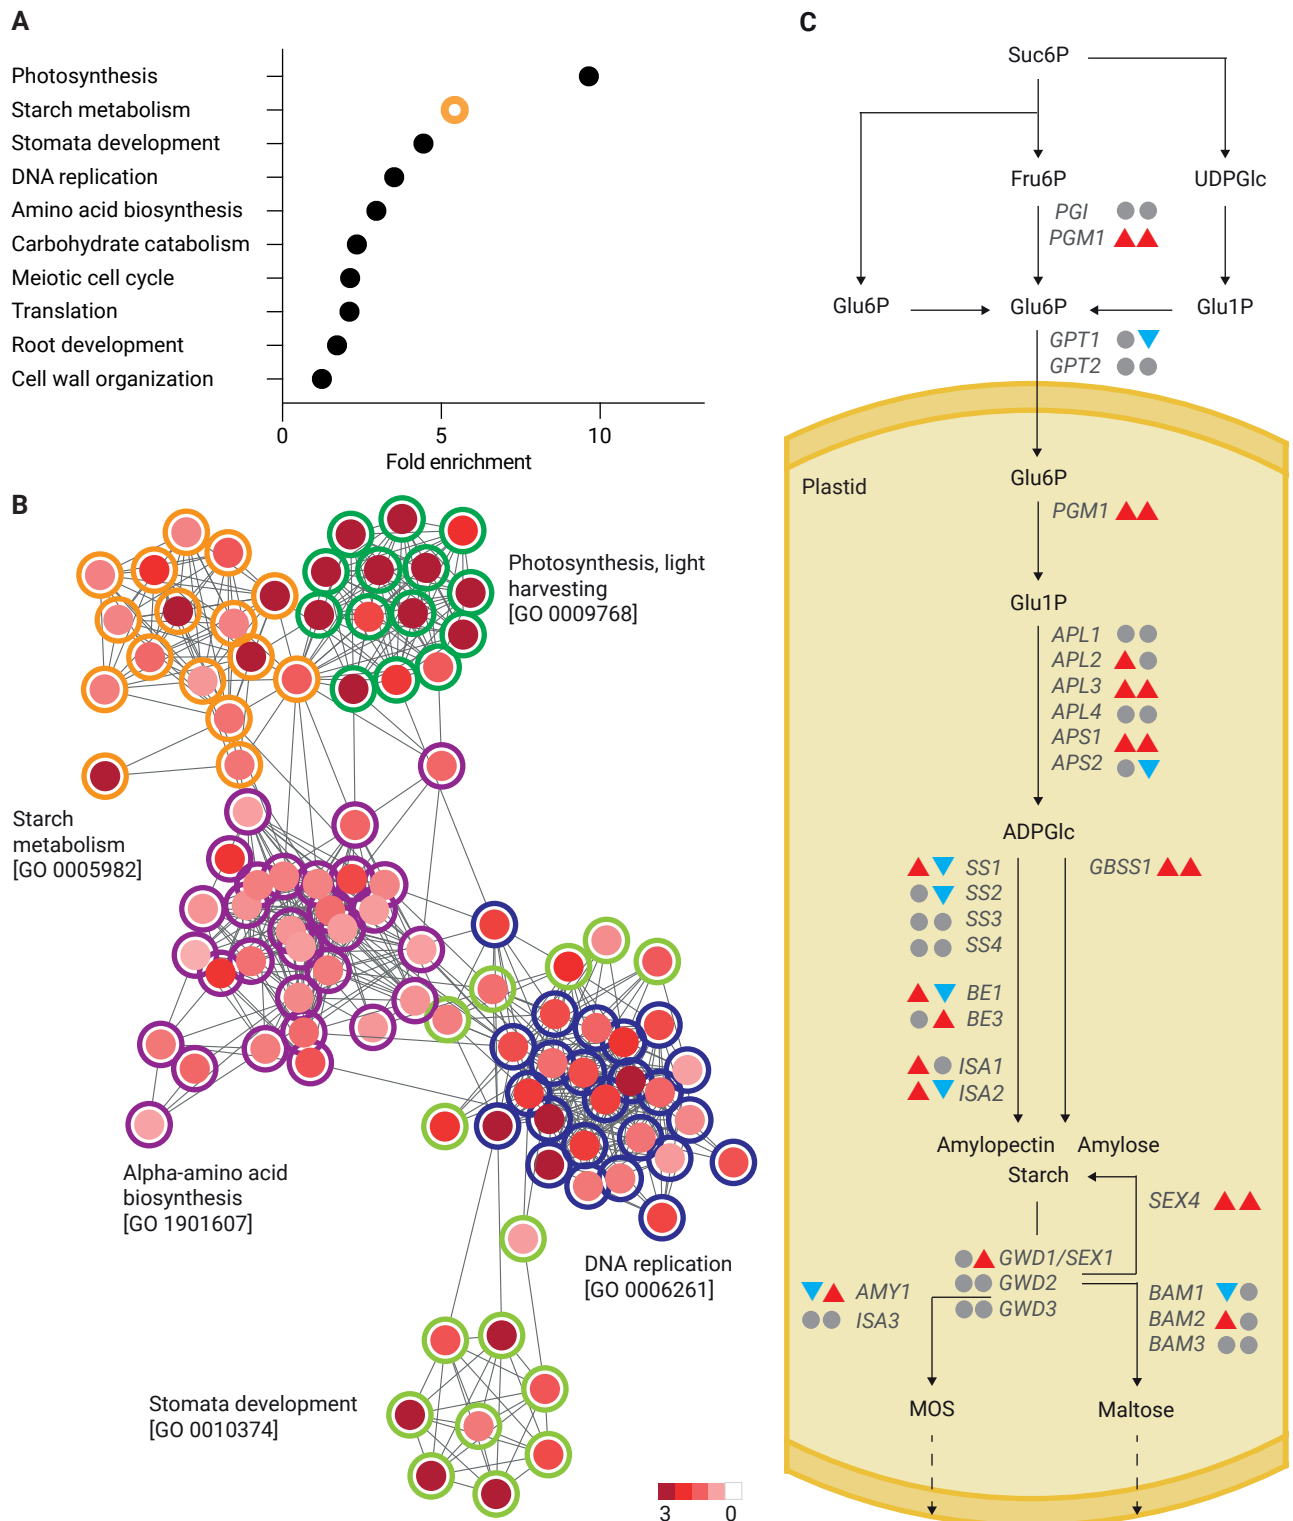 A
Photosynthesis
Starch metabolism
Stomata development
DNA replication
Amino acid biosynthesis
Carbohydrate catabolism
Meiotic cell cycle
Translation
Root development
Cell wall organization
0 5 10
Fold enrichment
B
Photosynthesis, light
harvesting
[GO 0009768]
Starch
metabolism
[GO 0005982]
Alpha-amino acid
biosynthesis
[GO 1901607]
DNA replication
[GO 0006261]
Stomata development
[GO 0010374]
3 0
C
Suc6P
Fru6P
UDPGlc
PGI
PGM1
Glu6P
Glu6P
Glu1P
GPT1
GPT2
Plastid
Glu6P
PGM1
Glu1P
APL1
APL2
APL3
APL4
APS1
APS2
ADPGlc
SS1
SS2
SS3
SS4
GBSS1
BE1
BE3
ISA1
ISA2
Amylopectin Amylose
Starch
SEX4
GWD1/SEX1
GWD2
GWD3
AMY1
ISA3
BAM1
BAM2
BAM3
MOS
Maltose